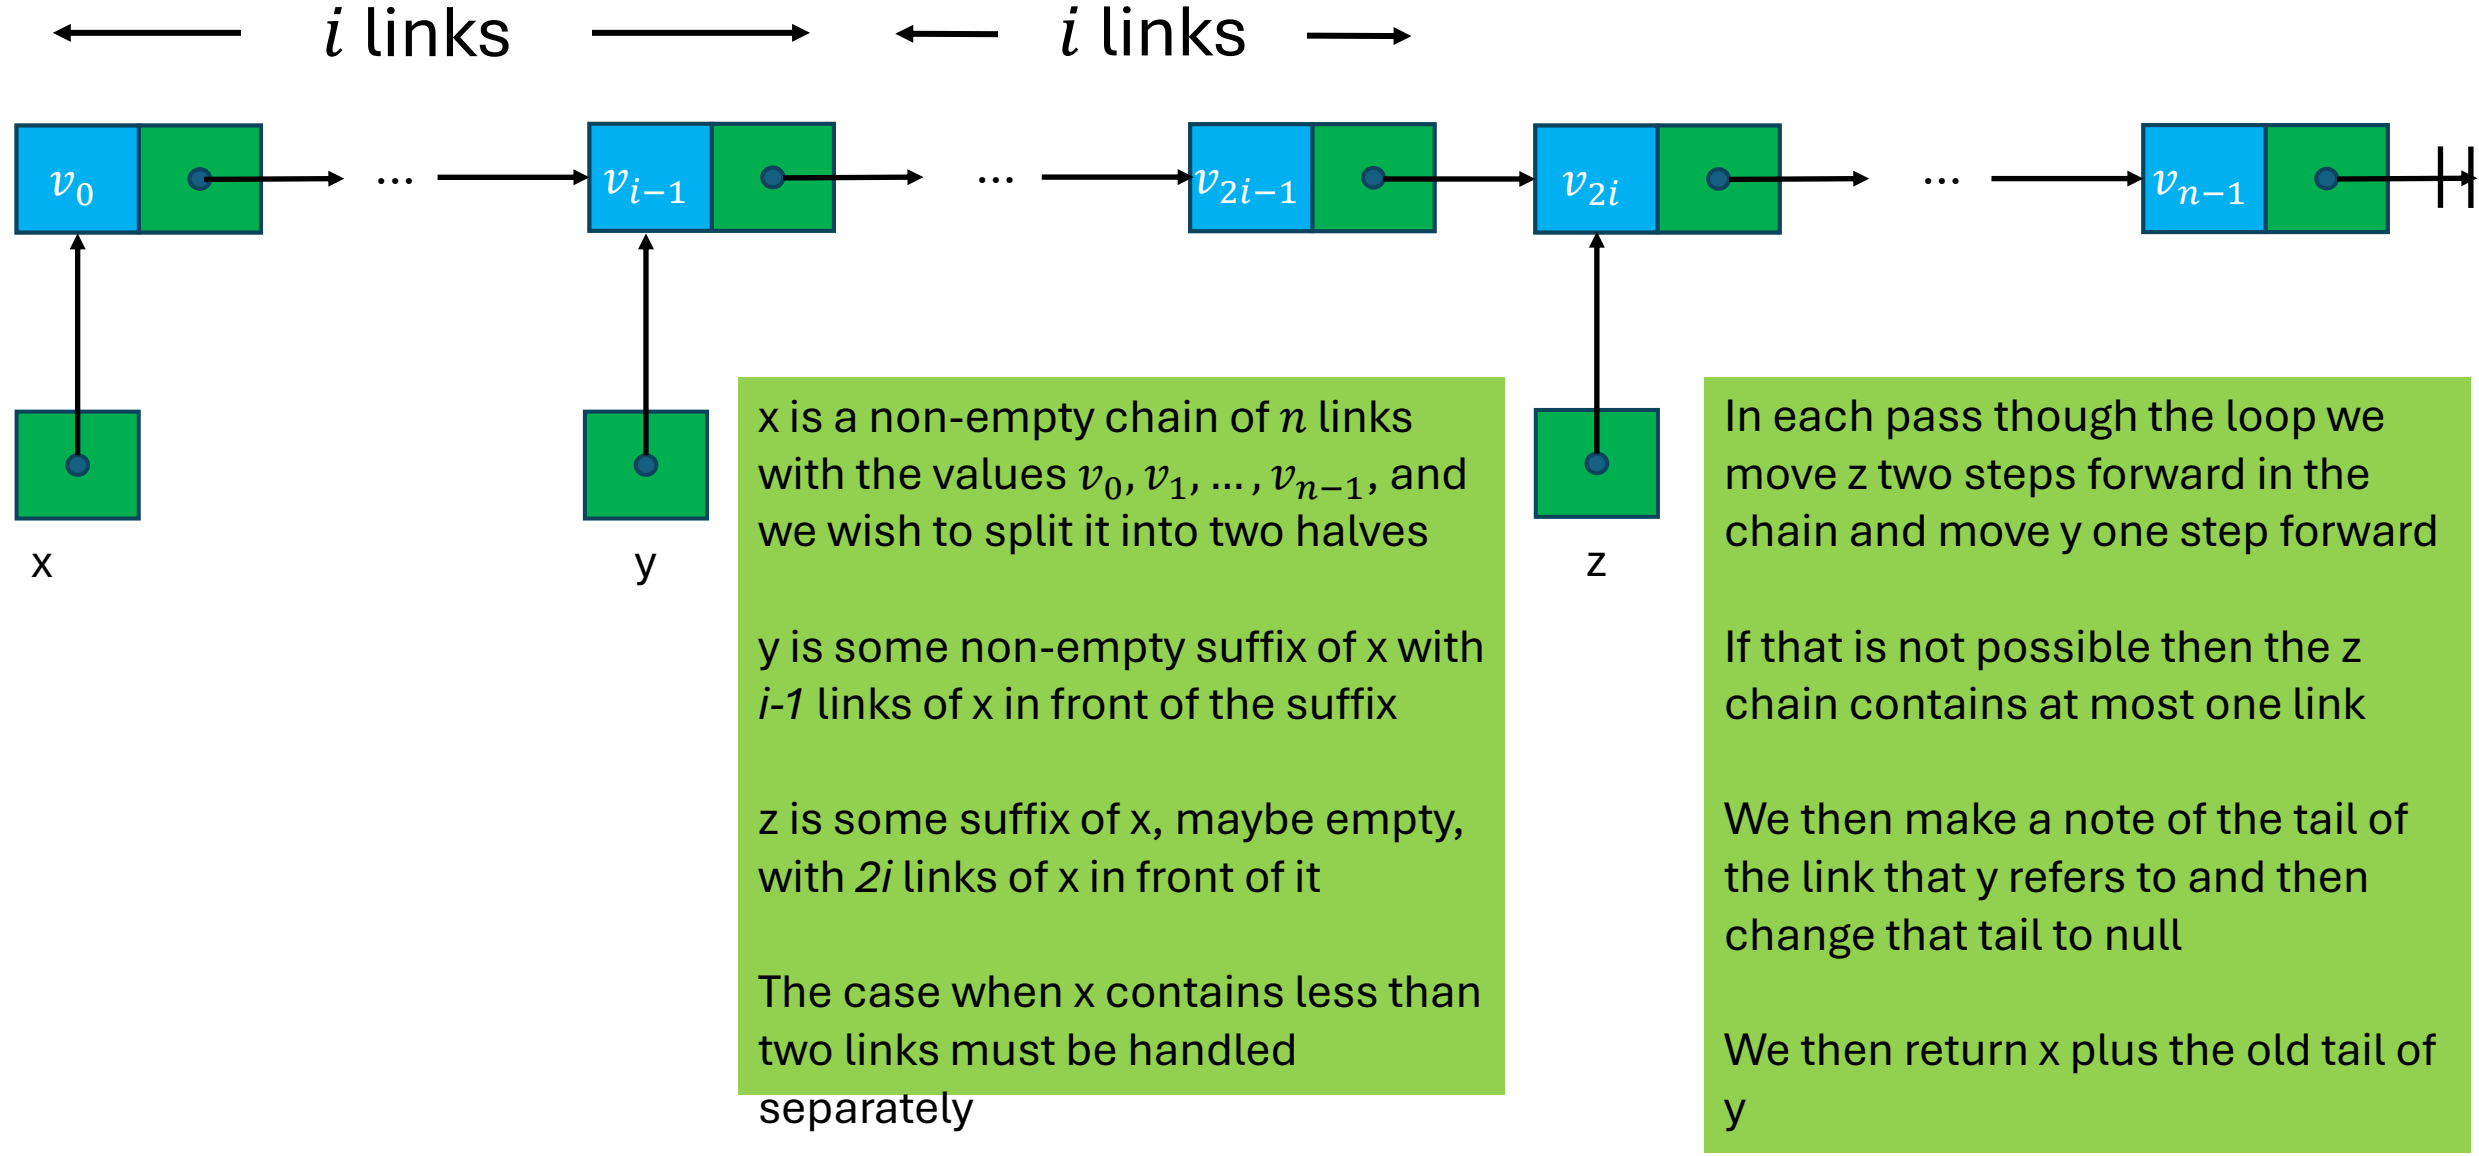 i links
i links
v₀
...
vᵢ₋₁
...
v₂ᵢ₋₁
v₂ᵢ
...
vₙ₋₁
x
y
z
x is a non-empty chain of n links
with the values v₀, v₁, ... , vₙ₋₁, and
we wish to split it into two halves
y is some non-empty suffix of x with
i-1 links of x in front of the suffix
z is some suffix of x, maybe empty,
with 2i links of x in front of it
The case when x contains less than
two links must be handled
separately
In each pass though the loop we
move z two steps forward in the
chain and move y one step forward
If that is not possible then the z
chain contains at most one link
We then make a note of the tail of
the link that y refers to and then
change that tail to null
We then return x plus the old tail of
y